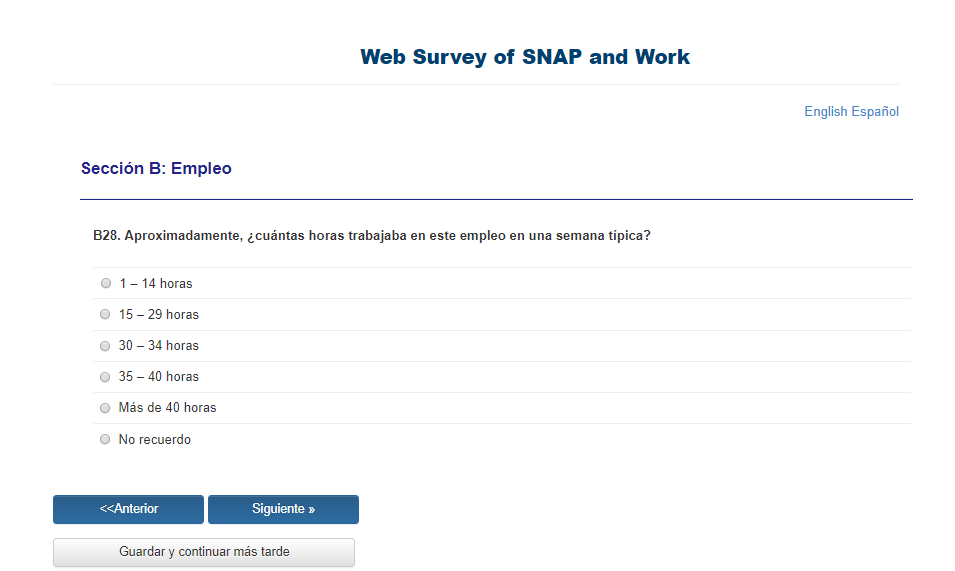 Web Survey of SNAP and Work
English Español
Sección B: Empleo
B28. Aproximadamente, ¿cuántas horas trabajaba en este empleo en una semana típica?
1 – 14 horas
15 – 29 horas
30 – 34 horas
35 – 40 horas
Más de 40 horas
No recuerdo
<<Anterior
Siguiente »
Guardar y continuar más tarde